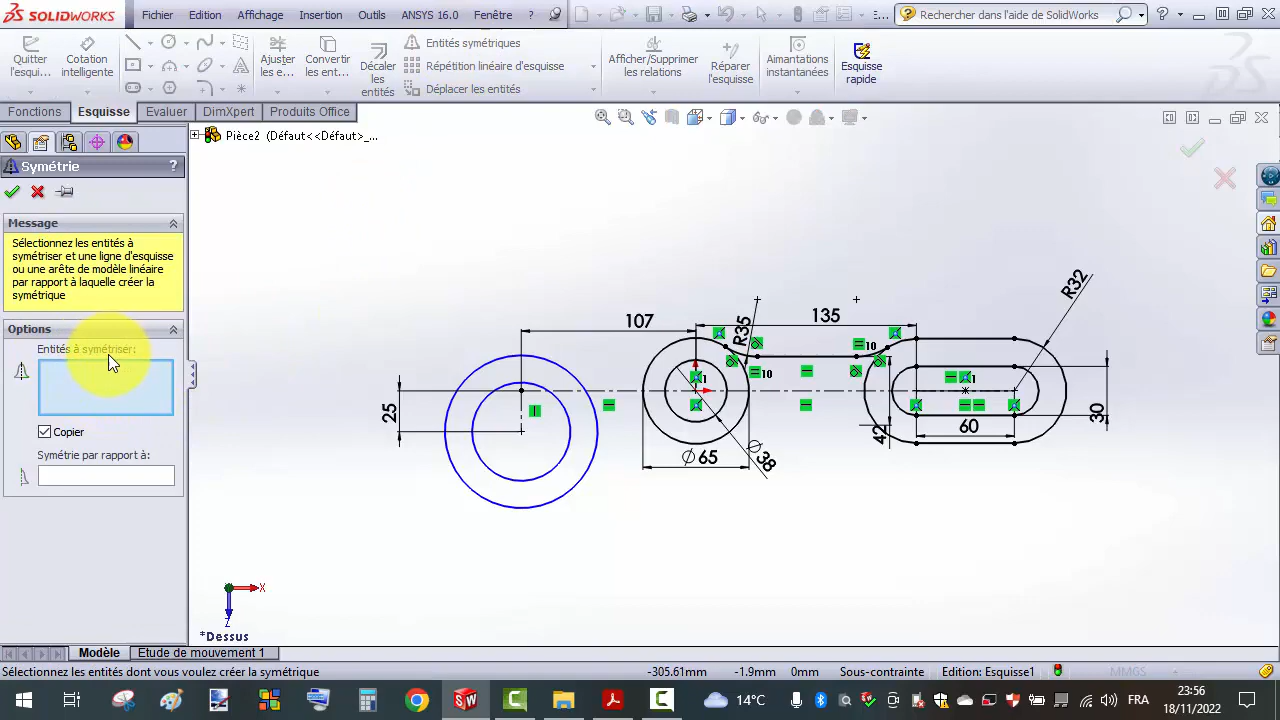 SOLIDWORKS Fichier Edition Affichage Insertion Outils ANSYS 16.0 Fenêtre ? E... Rechercher dans l'aide de SolidWorks ?
Quitter l'esqui...
Cotation intelligente
Ajuster les e...
Convertir les ent...
Décaler les entités
Entités symétriques
Répétition linéaire d'esquisse
Déplacer les entités
Afficher/Supprimer les relations
Réparer l'esquisse
Aimantations instantanées
Esquisse rapide
Fonctions Esquisse Evaluer DimXpert Produits Office
Pièce2 (Défaut<<Défaut>_...
Symétrie ?
Message
Sélectionnez les entités à
symétriser et une ligne d'esquisse
ou une arête de modèle linéaire
par rapport à laquelle créer la
symétrique
Options
Entités à symétriser:
Copier
Symétrie par rapport à:
R32
107
135
R35
10
10
1
1
25
42
60
30
Ø65
Ø38
X
Z
*Dessus
Modèle Etude de mouvement 1
Sélectionnez les entités dont vous voulez créer la symétrique -305.61mm -1.9mm 0mm Sous-contrainte Edition: Esquisse1 MMGS
14°C FRA 23:56
18/11/2022